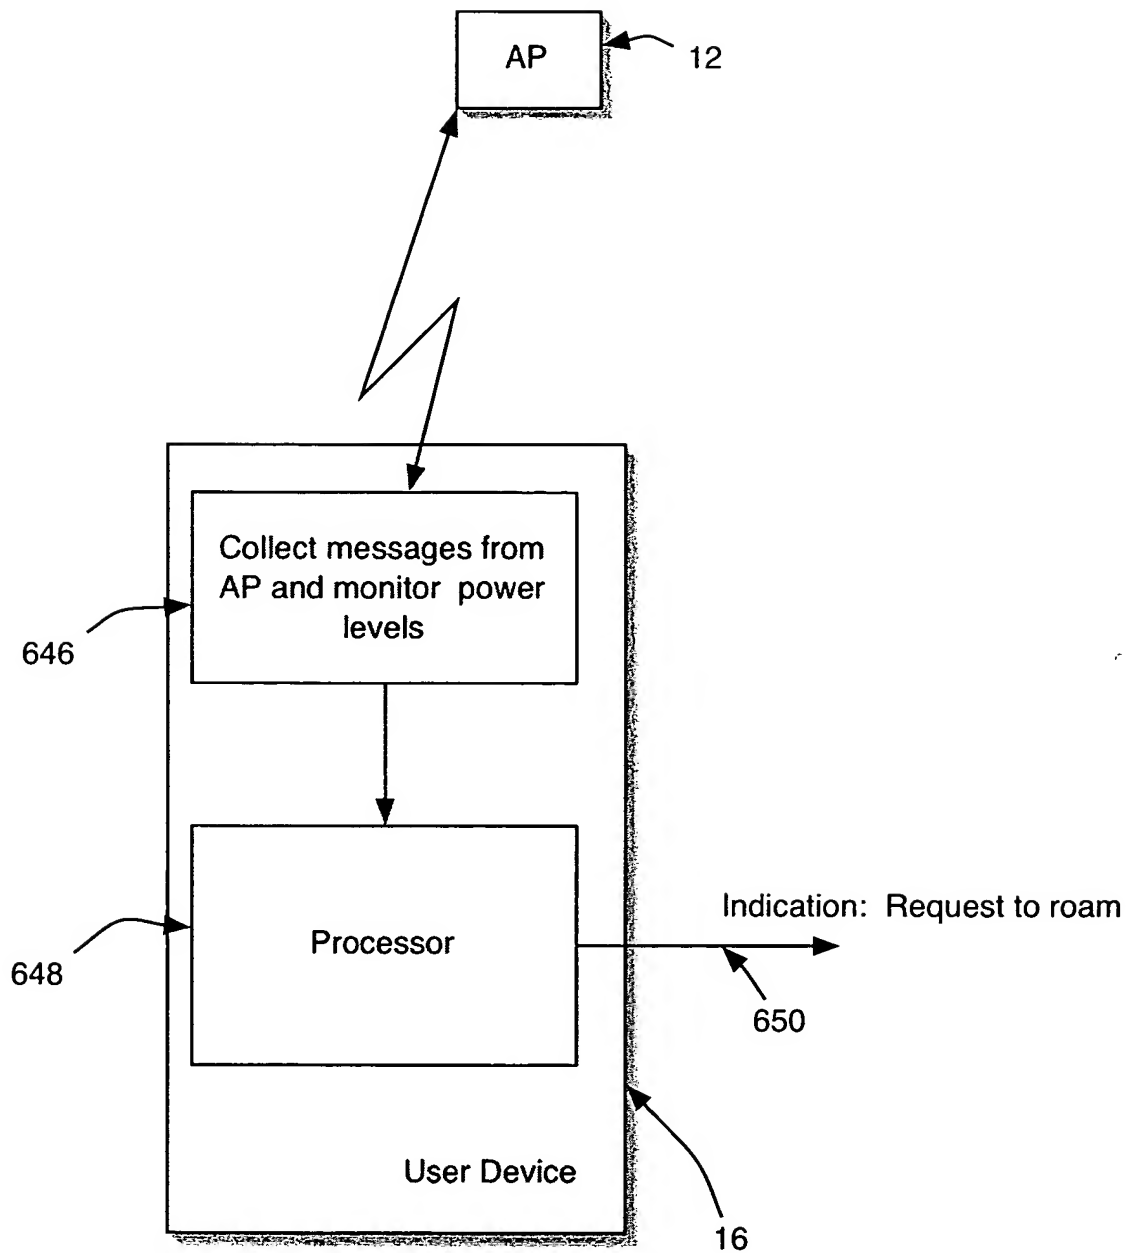 AP
12
Collect messages from
AP and monitor power
levels
646
Indication: Request to roam
Processor
648
650
User Device
16